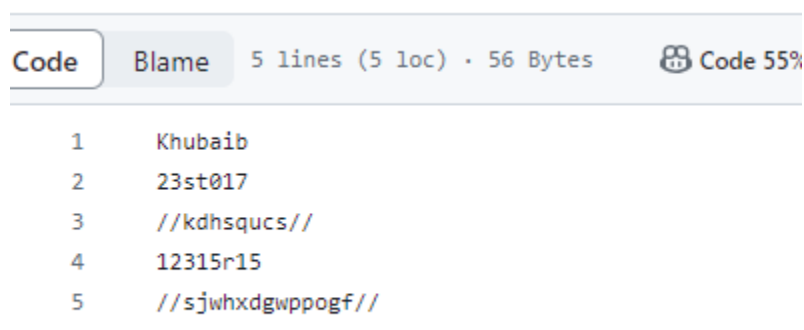 Code Blame 5 lines (5 loc) · 56 Bytes Code 55%
1 Khubaib
2 23st017
3 //kdhsqucs//
4 12315r15
5 //sjwhxdgwppogf//